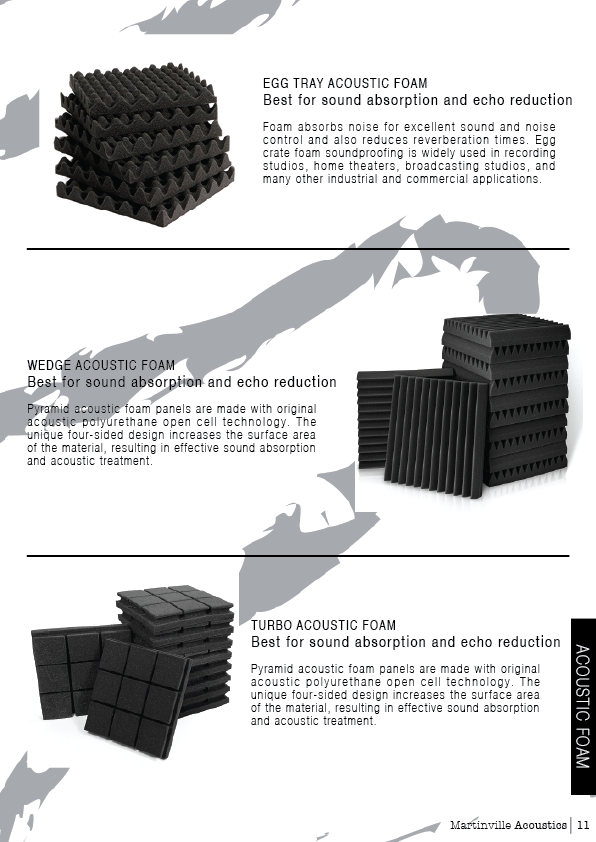 EGG TRAY ACOUSTIC FOAM
Best for sound absorption and echo reduction
Foam absorbs noise for excellent sound and noise
control and also reduces reverberation times. Egg
crate foam soundproofing is widely used in recording
studios, home theaters, broadcasting studios, and
many other industrial and commercial applications.
WEDGE ACOUSTIC FOAM
Best for sound absorption and echo reduction
Pyramid acoustic foam panels are made with original
acoustic polyurethane open cell technology. The
unique four-sided design increases the surface area
of the material, resulting in effective sound absorption
and acoustic treatment.
TURBO ACOUSTIC FOAM
Best for sound absorption and echo reduction
Pyramid acoustic foam panels are made with original
acoustic polyurethane open cell technology. The
unique four-sided design increases the surface area
of the material, resulting in effective sound absorption
and acoustic treatment.
ACOUSTIC FOAM
Martinville Acoustics | 11